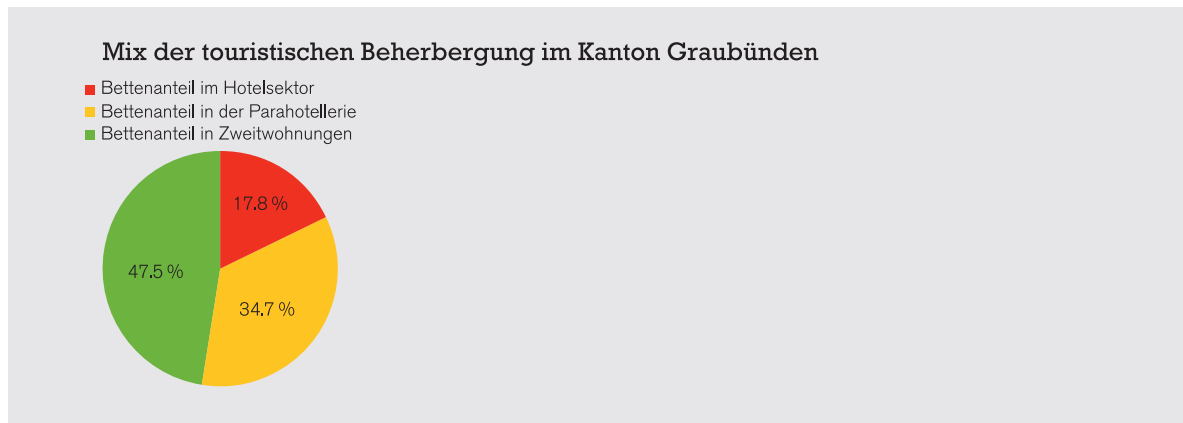 Mix der touristischen Beherbergung im Kanton Graubünden
Bettenanteil im Hotelsektor
Bettenanteil in der Parahotellerie
Bettenanteil in Zweitwohnungen
17.8 %
47.5 %
34.7 %